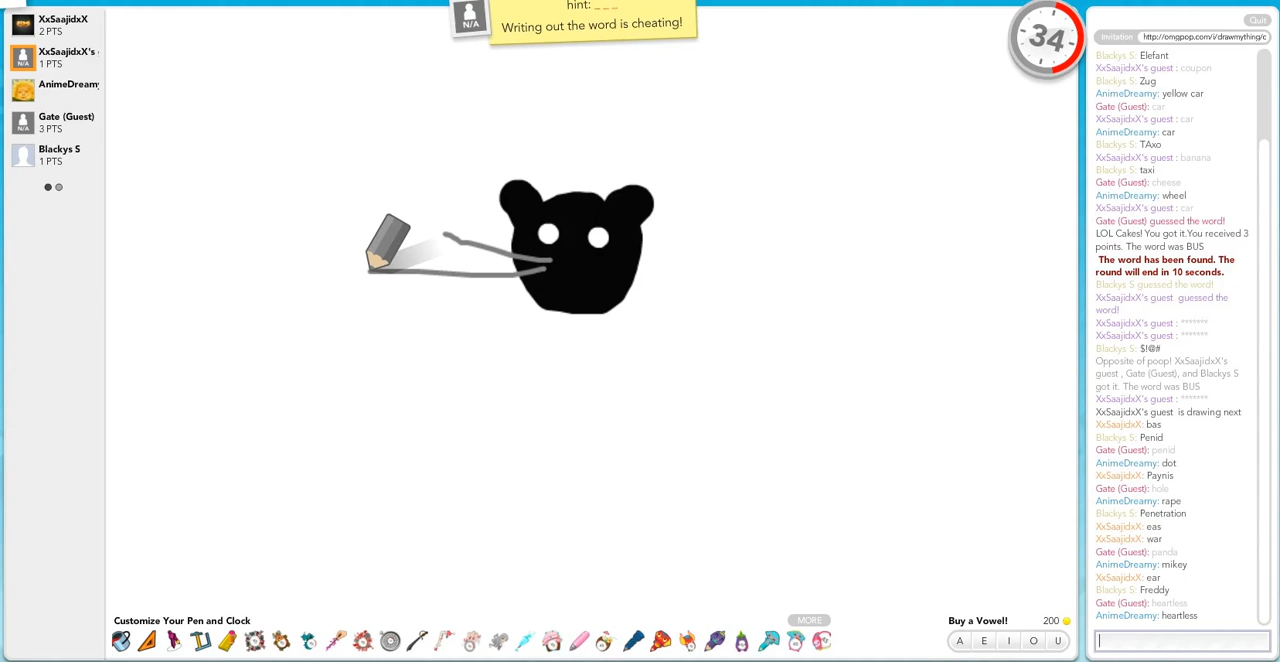 XxSaajidxX
2 PTS
XxSaajidxX's
1 PTS
AnimeDreamy
Gate (Guest)
3 PTS
Blackys S
1 PTS
N/A
hint: _ _ _
Writing out the word is cheating!
34
Quit
Invitation http://omgpop.com/i/drawmything/c
Blackys S: Elefant
XxSaajidxX's guest : coupon
Blackys S: Zug
AnimeDreamy: yellow car
Gate (Guest): car
XxSaajidxX's guest : car
AnimeDreamy: car
Blackys S: TAxo
XxSaajidxX's guest : banana
Blackys S: taxi
Gate (Guest): cheese
AnimeDreamy: wheel
XxSaajidxX's guest : car
Gate (Guest) guessed the word!
LOL Cakes! You got it.You received 3
points. The word was BUS
The word has been found. The
round will end in 10 seconds.
Blackys S guessed the word!
XxSaajidxX's guest guessed the
word!
XxSaajidxX's guest : *******
XxSaajidxX's guest : *******
Blackys S: $!@#
Opposite of poop! XxSaajidxX's
guest , Gate (Guest), and Blackys S
got it. The word was BUS
XxSaajidxX's guest : *******
XxSaajidxX's guest is drawing next
XxSaajidxX: bas
Blackys S: Penid
Gate (Guest): penid
AnimeDreamy: dot
XxSaajidxX: Paynis
Gate (Guest): hole
AnimeDreamy: rape
Blackys S: Penetration
XxSaajidxX: eas
XxSaajidxX: war
Gate (Guest): panda
AnimeDreamy: mikey
XxSaajidxX: ear
Blackys S: Freddy
Gate (Guest): heartless
AnimeDreamy: heartless
Customize Your Pen and Clock
MORE
Buy a Vowel! 200
A E I O U